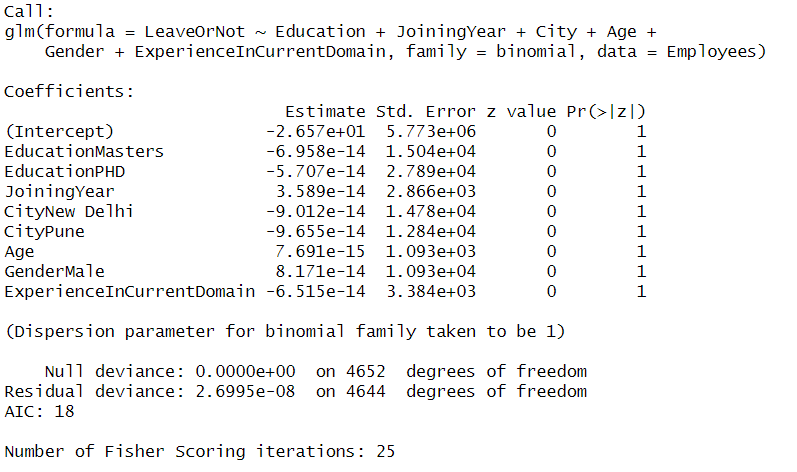 Call:
glm(formula = LeaveOrNot ~ Education + JoiningYear + City + Age +
    Gender + ExperienceInCurrentDomain, family = binomial, data = Employees)

Coefficients:
                            Estimate Std. Error z value Pr(>|z|)
(Intercept)               -2.657e+01  5.773e+06       0        1
EducationMasters          -6.958e-14  1.504e+04       0        1
EducationPHD              -5.707e-14  2.789e+04       0        1
JoiningYear                3.589e-14  2.866e+03       0        1
CityNew Delhi             -9.012e-14  1.478e+04       0        1
CityPune                  -9.655e-14  1.284e+04       0        1
Age                        7.691e-15  1.093e+03       0        1
GenderMale                 8.171e-14  1.093e+04       0        1
ExperienceInCurrentDomain -6.515e-14  3.384e+03       0        1

(Dispersion parameter for binomial family taken to be 1)

    Null deviance: 0.0000e+00  on 4652  degrees of freedom
Residual deviance: 2.6995e-08  on 4644  degrees of freedom
AIC: 18

Number of Fisher Scoring iterations: 25